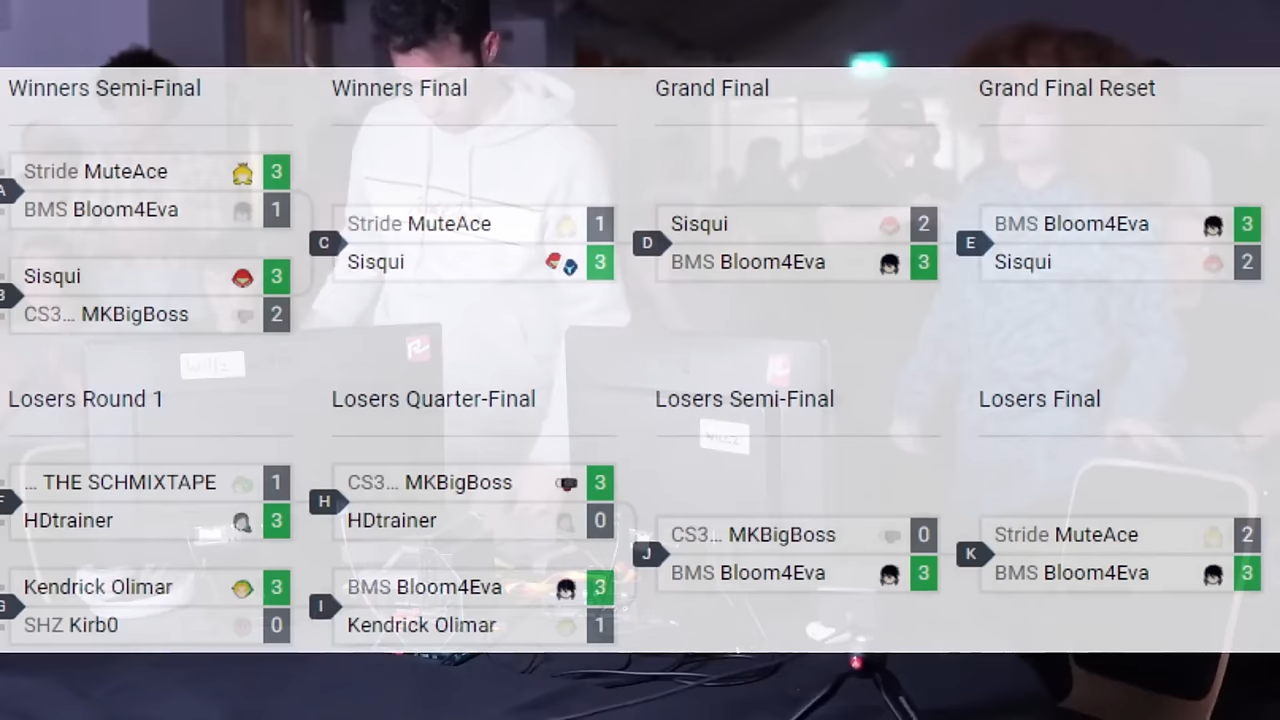 Winners Semi-Final
Winners Final
Grand Final
Grand Final Reset
A
Stride MuteAce 3
BMS Bloom4Eva 1
B
Sisqui 3
CS3... MKBigBoss 2
C
Stride MuteAce 1
Sisqui 3
D
Sisqui 2
BMS Bloom4Eva 3
E
BMS Bloom4Eva 3
Sisqui 2
Losers Round 1
Losers Quarter-Final
Losers Semi-Final
Losers Final
F
... THE SCHMIXTAPE 1
HDtrainer 3
G
Kendrick Olimar 3
SHZ Kirb0 0
H
CS3... MKBigBoss 3
HDtrainer 0
I
BMS Bloom4Eva 3
Kendrick Olimar 1
J
CS3... MKBigBoss 0
BMS Bloom4Eva 3
K
Stride MuteAce 2
BMS Bloom4Eva 3